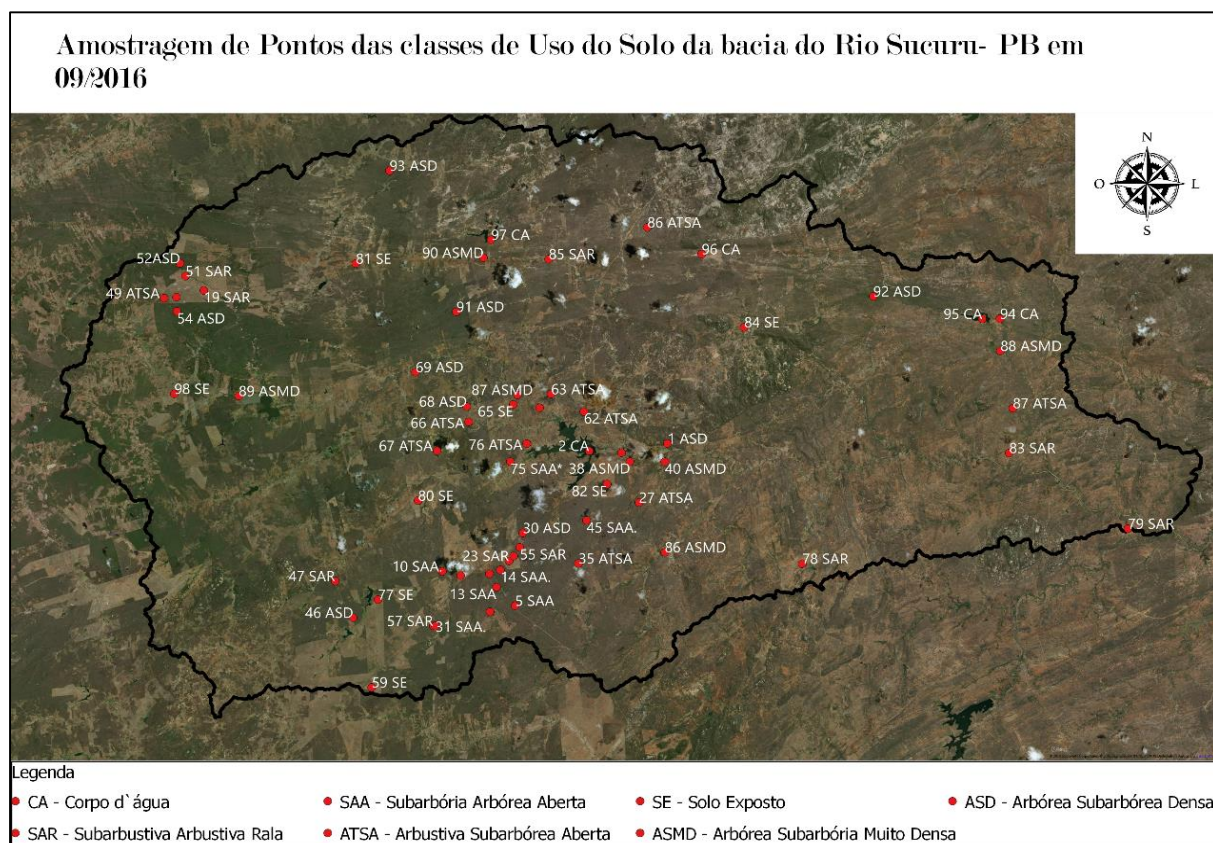 Amostragem de Pontos das classes de Uso do Solo da bacia do Rio Sucuru- PB em
09/2016
N
O
L
S
93 ASD
86 ATSA
97 CA
90 ASMD
85 SAR
96 CA
52ASD
81 SE
51 SAR
49 ATSA
19 SAR
54 ASD
91 ASD
92 ASD
84 SE
95 CA
94 CA
88 ASMD
69 ASD
98 SE
89 ASMD
87 ASMD
63 ATSA
68 ASD
65 SE
62 ATSA
87 ATSA
66 ATSA
67 ATSA
76 ATSA
2 CA
1 ASD
83 SAR
75 SAA*
38 ASMD
40 ASMD
82 SE
80 SE
27 ATSA
45 SAA.
30 ASD
79 SAR
23 SAR
55 SAR
86 ASMD
35 ATSA
78 SAR
10 SAA
14 SAA.
47 SAR
13 SAA
77 SE
5 SAA
46 ASD
57 SAR
31 SAA.
59 SE
Legenda
CA - Corpo d`água
SAA - Subarbória Arbórea Aberta
SE - Solo Exposto
ASD - Arbórea Subarbórea Densa
SAR - Subarbustiva Arbustiva Rala
ATSA - Arbustiva Subarbórea Aberta
ASMD - Arbórea Subarbória Muito Densa